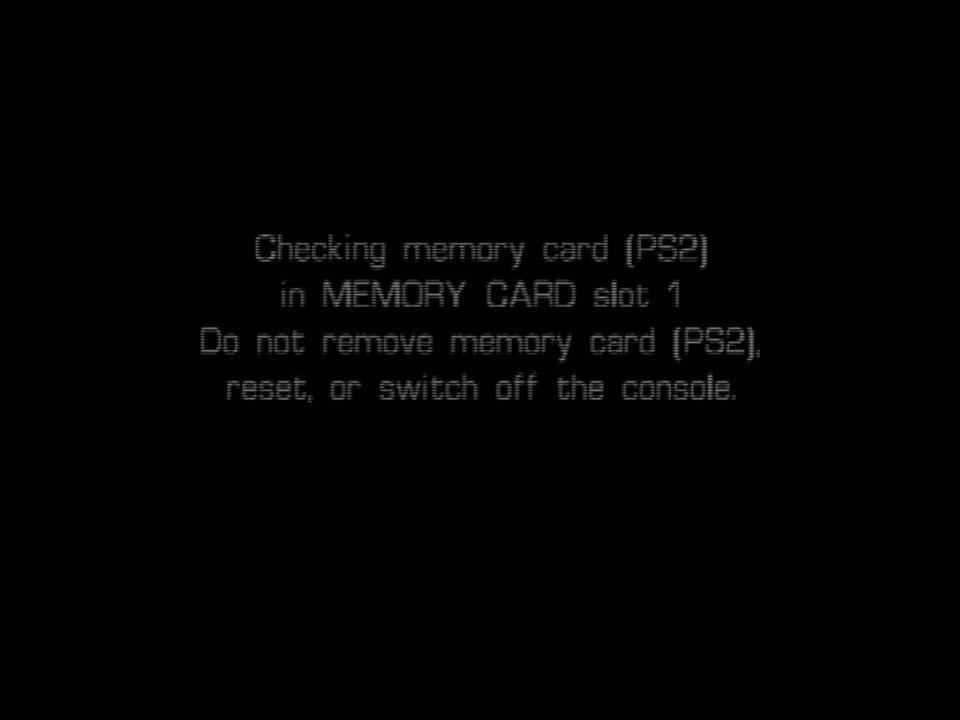 Checking memory card (PS2)
in MEMORY CARD slot 1
Do not remove memory card (PS2),
reset, or switch off the console.